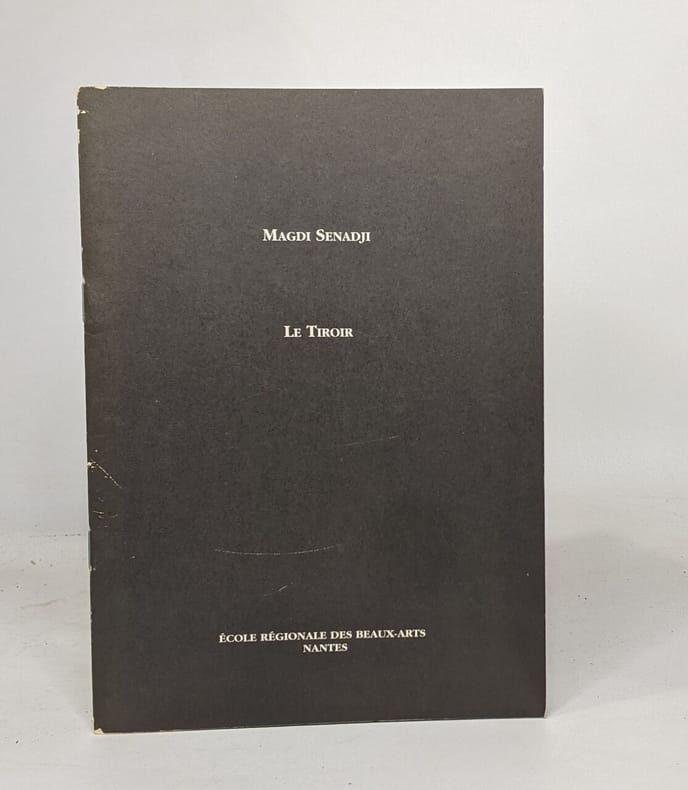 Magdi Senadji
Le Tiroir
ÉCOLE RÉGIONALE DES BEAUX-ARTS
NANTES